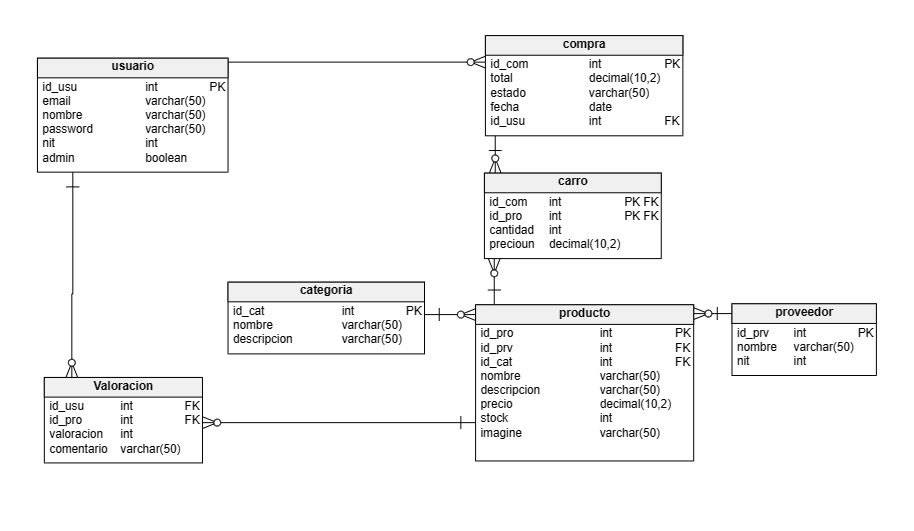 compra
id_com int PK
total decimal(10,2)
estado varchar(50)
fecha date
id_usu int FK
usuario
id_usu int PK
email varchar(50)
nombre varchar(50)
password varchar(50)
nit int
admin boolean
carro
id_com int PK FK
id_pro int PK FK
cantidad int
precioun decimal(10,2)
categoria
id_cat int PK
nombre varchar(50)
descripcion varchar(50)
producto
id_pro int PK
id_prv int FK
id_cat int FK
nombre varchar(50)
descripcion varchar(50)
precio decimal(10,2)
stock int
imagine varchar(50)
proveedor
id_prv int PK
nombre varchar(50)
nit int
Valoracion
id_usu int FK
id_pro int FK
valoracion int
comentario varchar(50)